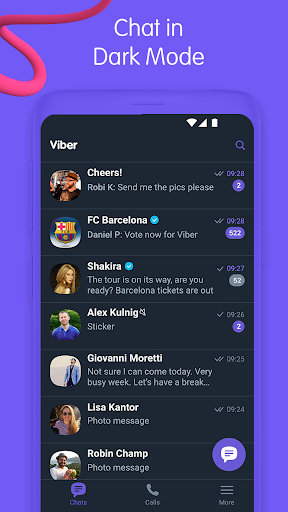 Chat in
Dark Mode
Viber
Cheers!
09:28
Robi K: Send me the pics please
2
FC Barcelona
09:28
Daniel P: Vote now for Viber
522
Shakira
09:27
The tour is on its way, are you
ready? Barcelona tickets are out
52
Alex Kulnig
09:26
Sticker
2
Giovanni Moretti
09:25
Not sure I can come today. Very
busy week. Let's have a break...
Lisa Kantor
09:24
Photo message
Robin Champ
Photo message
Chats
Calls
More